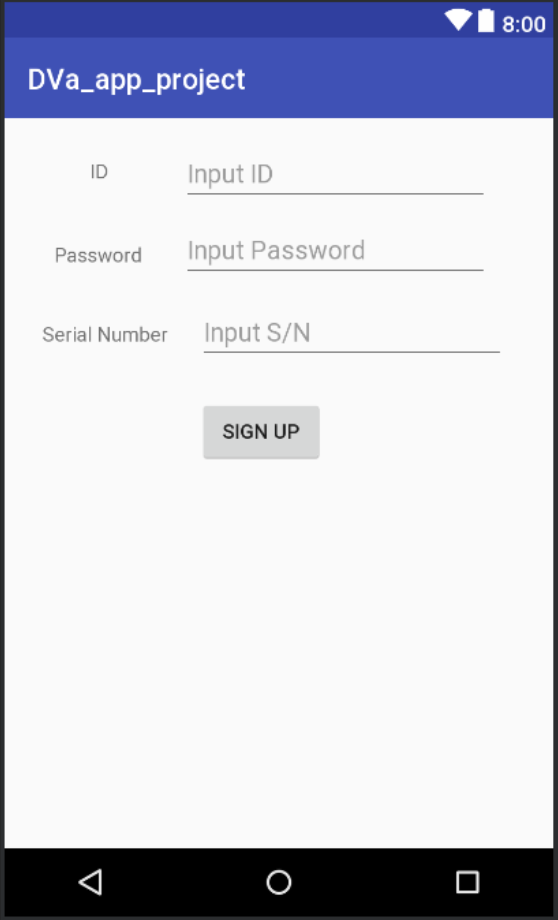 8:00
DVa_app_project
ID Input ID
Password Input Password
Serial Number Input S/N
SIGN UP